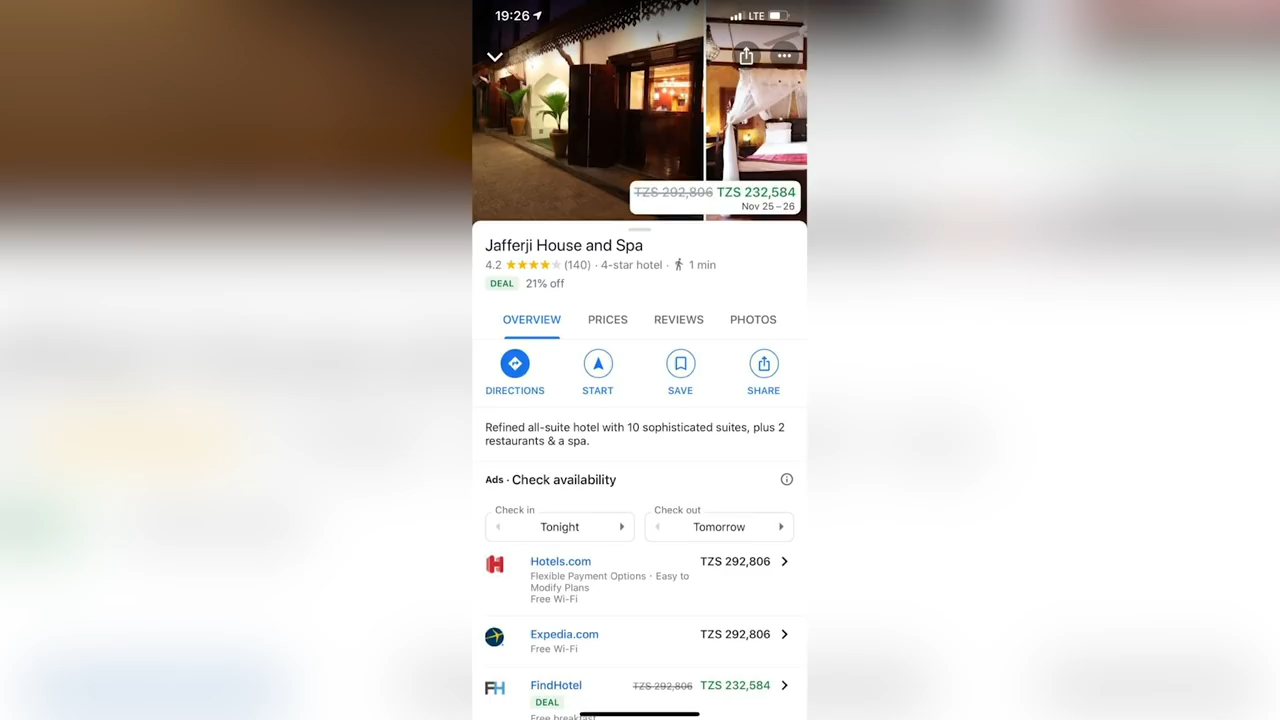 19:26
LTE
TZS 292,806 TZS 232,584
Nov 25 – 26
Jafferji House and Spa
4.2 (140) · 4-star hotel · 1 min
DEAL 21% off
OVERVIEW PRICES REVIEWS PHOTOS
DIRECTIONS START SAVE SHARE
Refined all-suite hotel with 10 sophisticated suites, plus 2
restaurants & a spa.
Ads · Check availability
Check in Check out
Tonight Tomorrow
Hotels.com TZS 292,806
Flexible Payment Options · Easy to
Modify Plans
Free Wi-Fi
Expedia.com TZS 292,806
Free Wi-Fi
FH FindHotel TZS 292,806 TZS 232,584
DEAL
Free breakfast